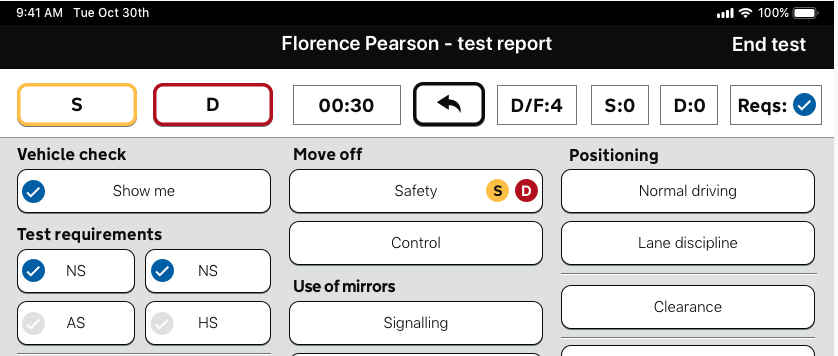 9:41 AM Tue Oct 30th 100%
Florence Pearson - test report End test
S D 00:30 D/F:4 S:0 D:0 Reqs:
Vehicle check Move off Positioning
Show me Safety S D Normal driving
Test requirements Control Lane discipline
NS NS
Use of mirrors Clearance
AS HS Signalling